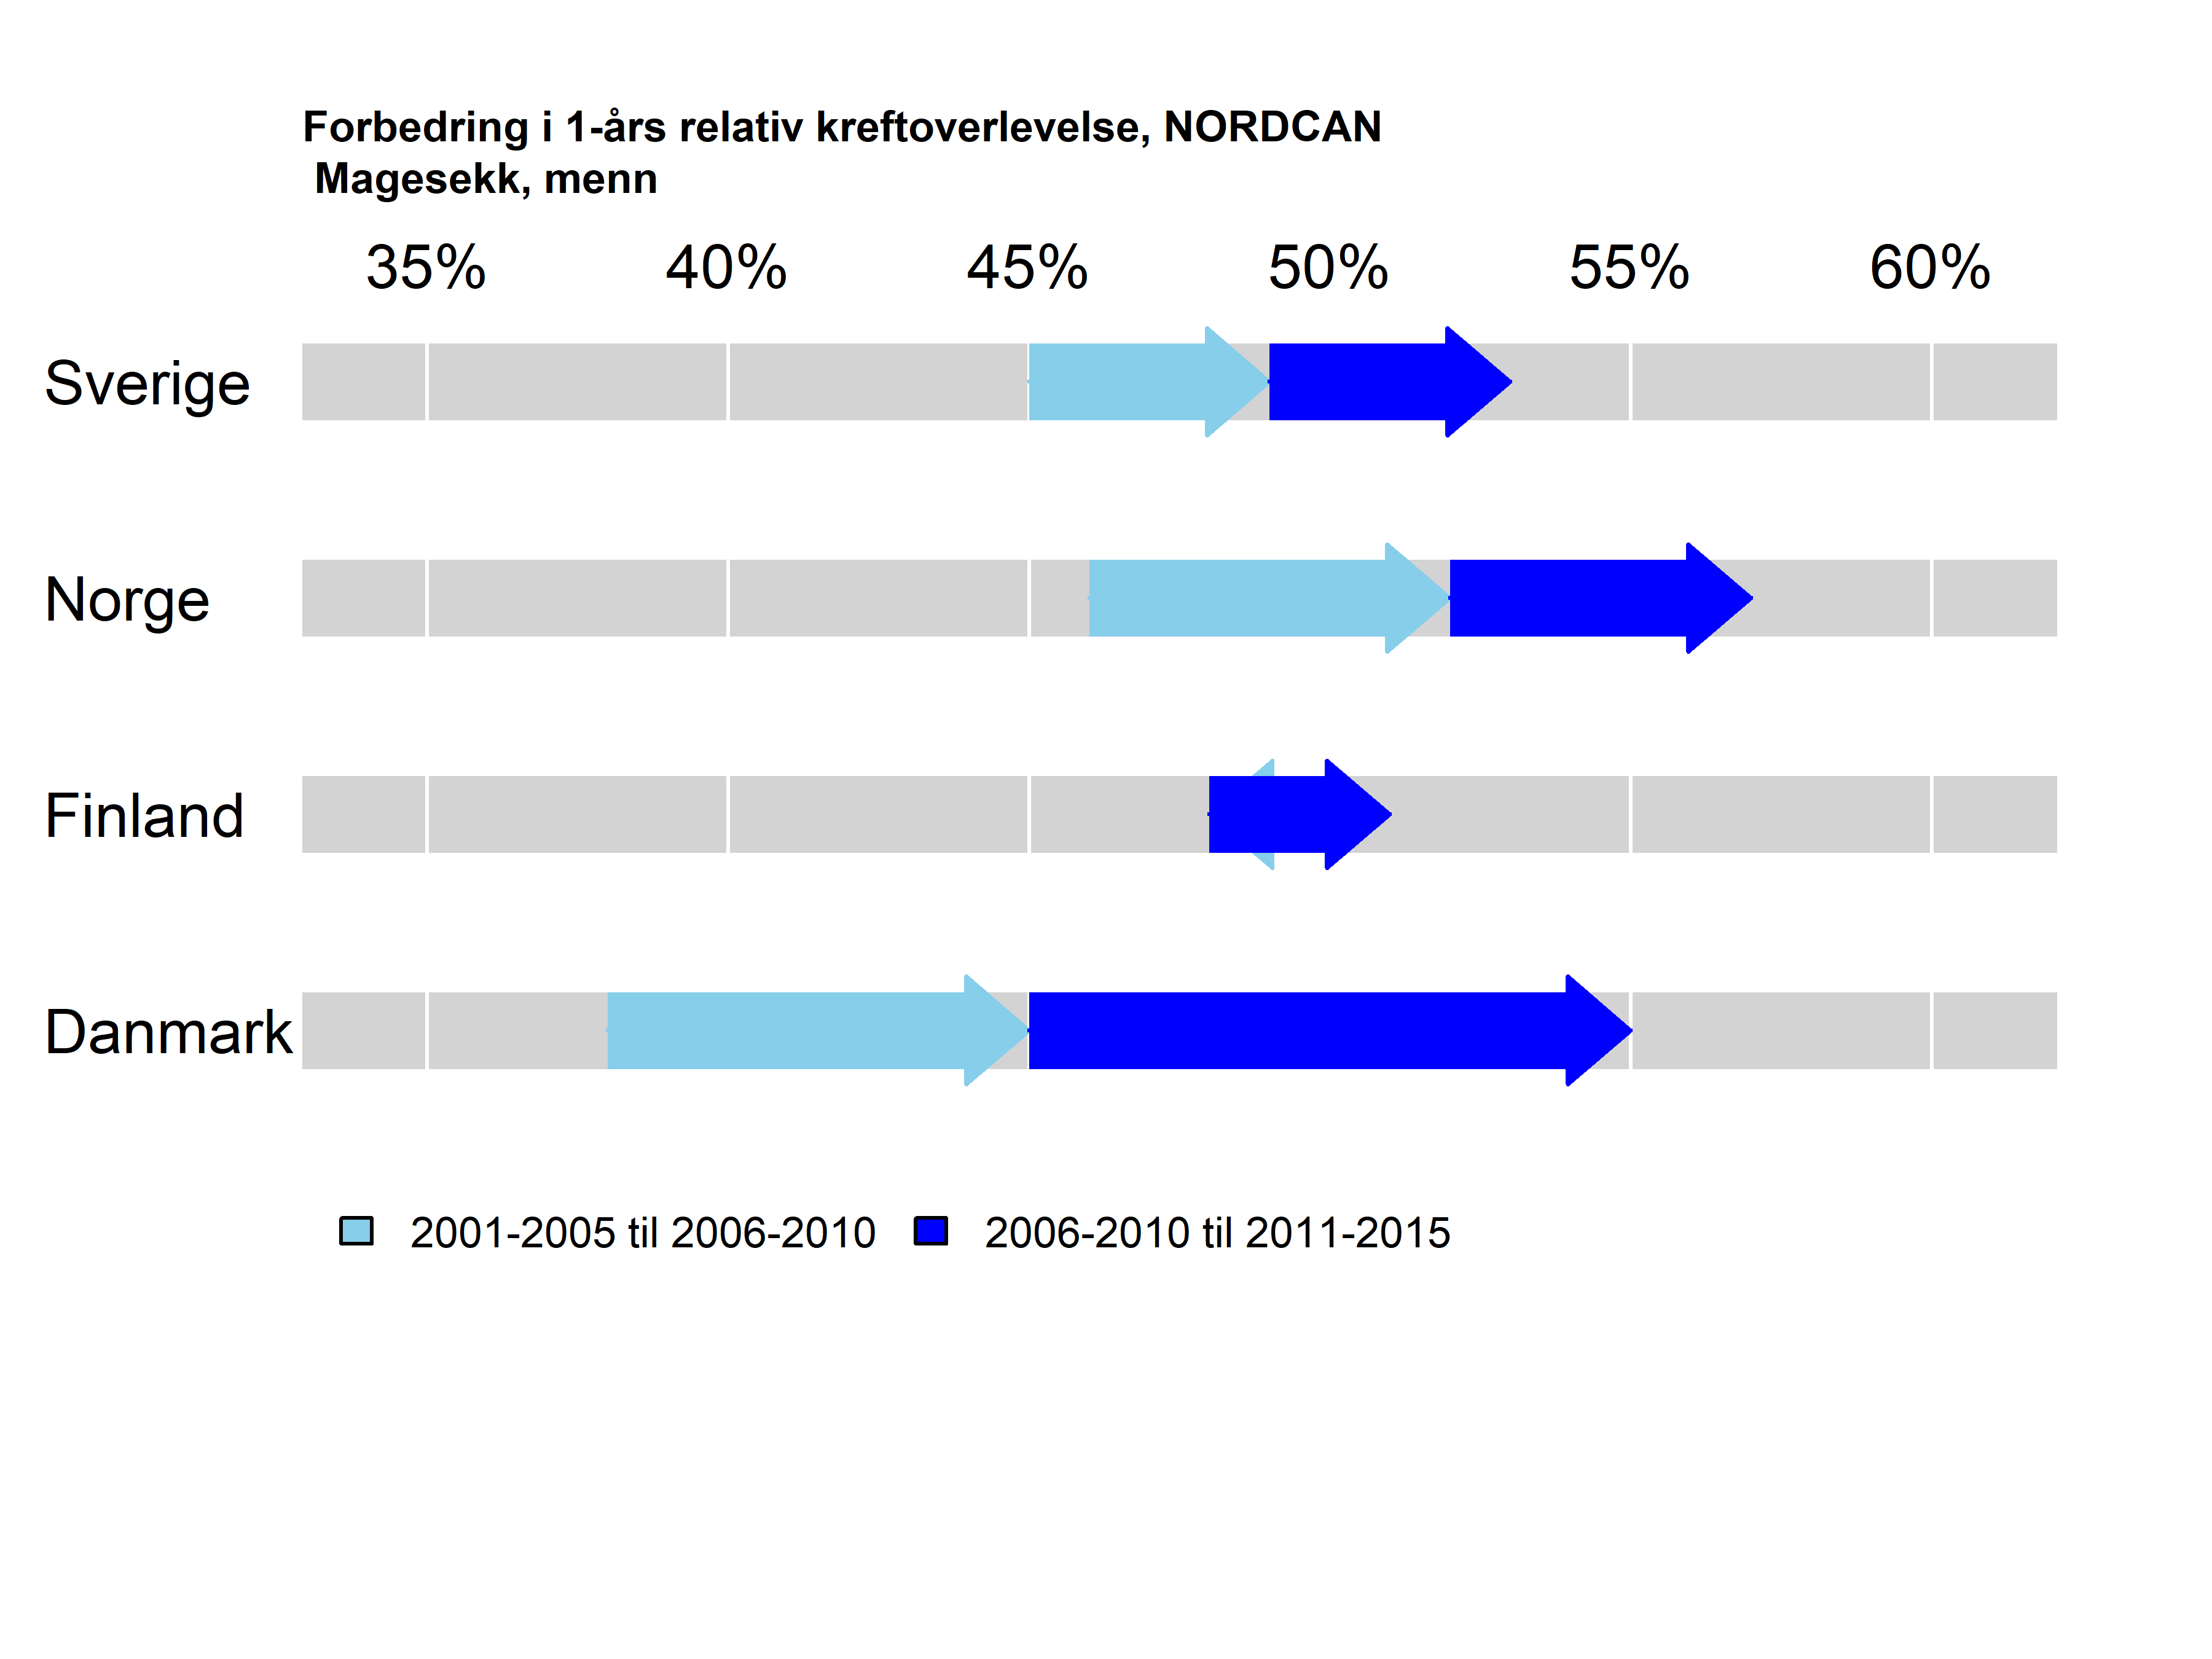 Forbedring i 1-års relativ kreftoverlevelse, NORDCAN
Magesekk, menn
35% 40% 45% 50% 55% 60%
Sverige
Norge
Finland
Danmark
2001-2005 til 2006-2010 2006-2010 til 2011-2015